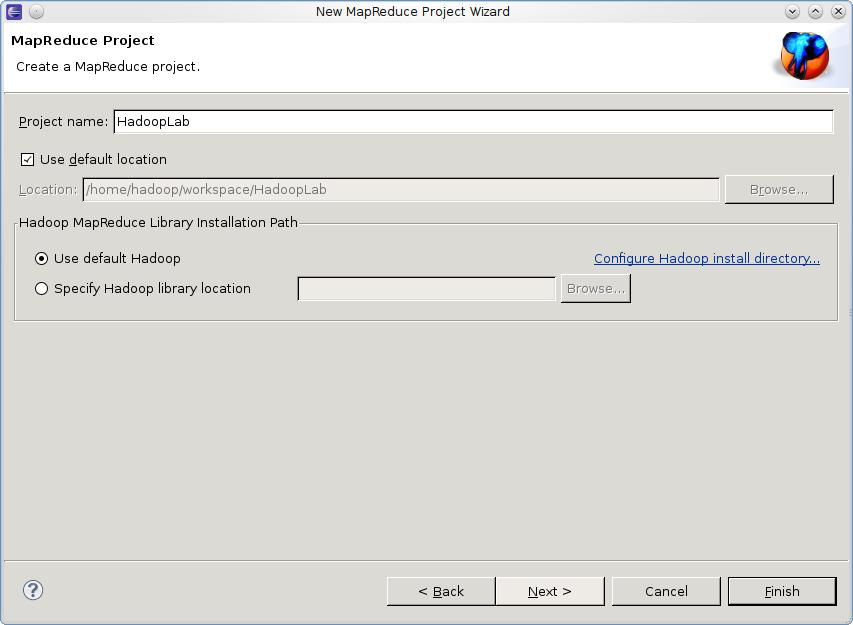 New MapReduce Project Wizard
MapReduce Project
Create a MapReduce project.
Project name: HadoopLab
Use default location
Location: /home/hadoop/workspace/HadoopLab Browse...
Hadoop MapReduce Library Installation Path
Use default Hadoop Configure Hadoop install directory...
Specify Hadoop library location Browse...
? < Back Next > Cancel Finish